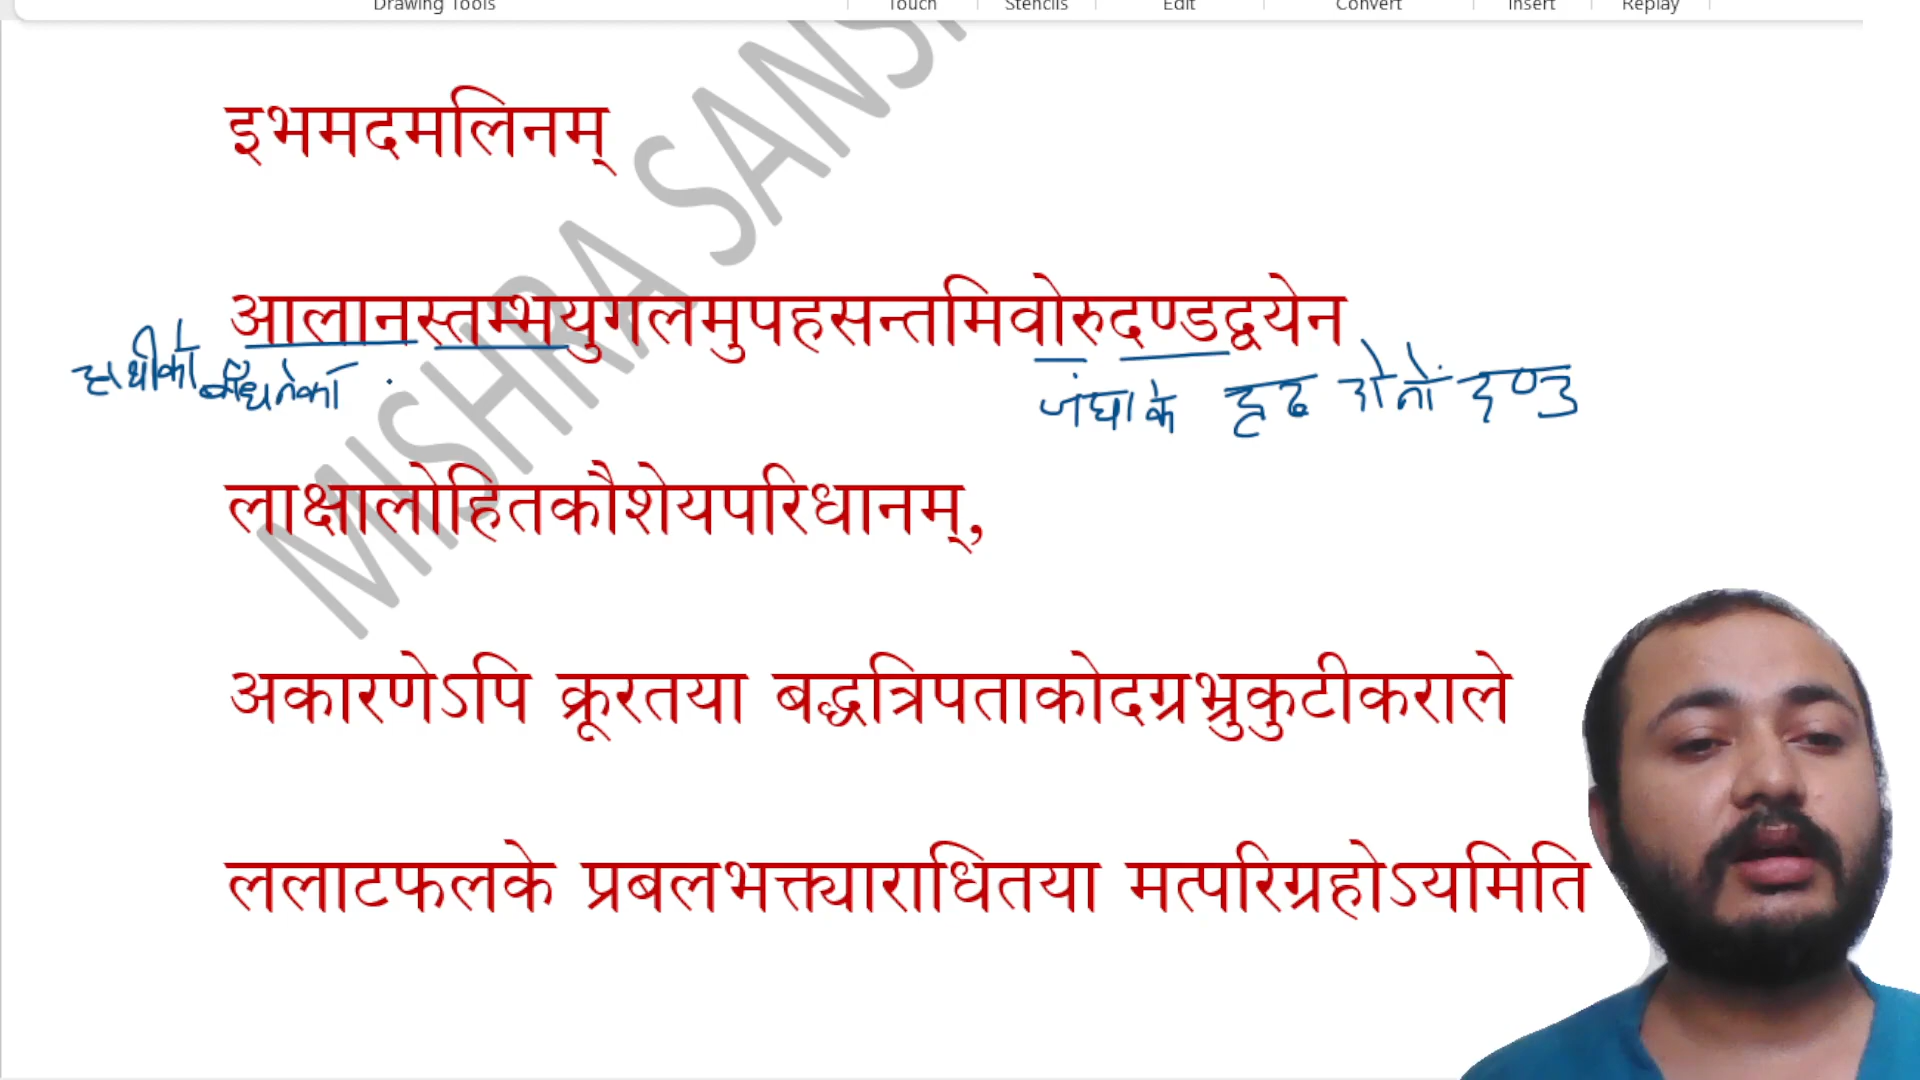 Drawing Tools Touch Stencils Edit Convert Insert Replay
MISHRA SANS
इभमदमलिनम्
आलानस्तम्भयुगलमुपहसन्तमिवोरुदण्डद्वयेन
हाथी को बाँधने का
जंघा के दृढ दोनों दण्ड
लाक्षालोहितकौशेयपरिधानम्,
अकारणेऽपि क्रूरतया बद्धत्रिपताकोदग्रभ्रुकुटीकराले
ललाटफलके प्रबलभक्त्याराधितया मत्परिग्रहोऽयमिति